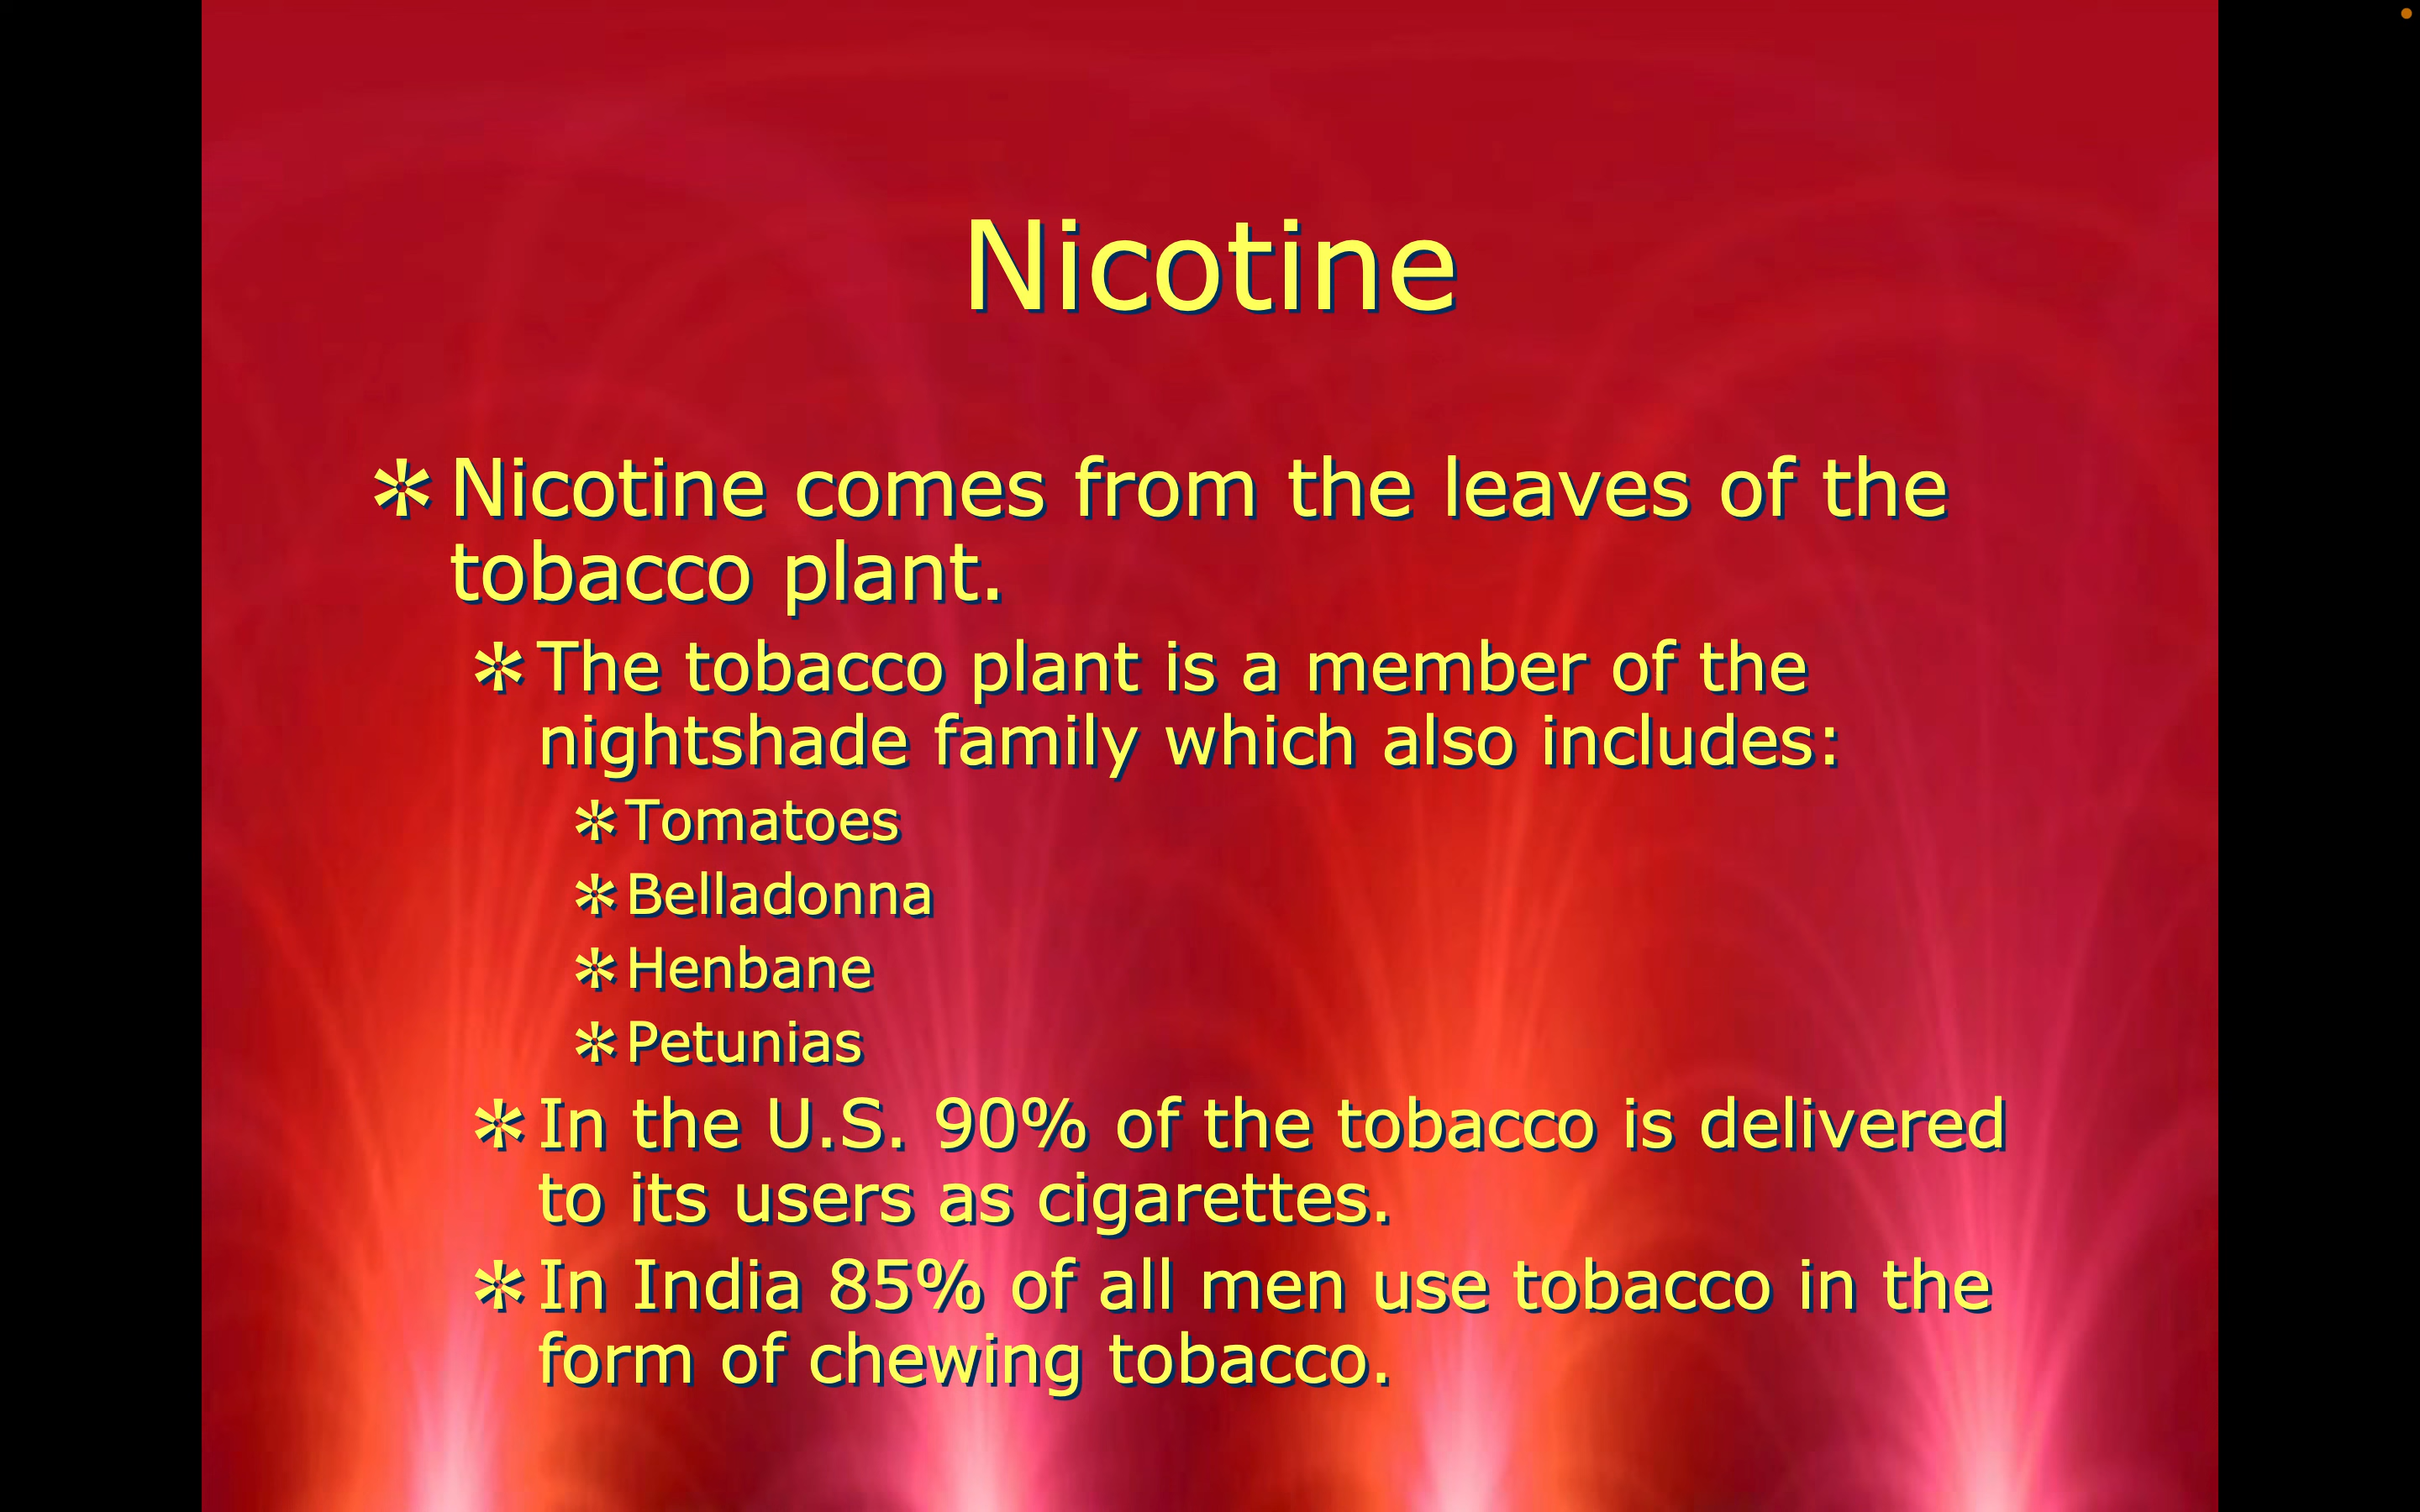 Nicotine
Nicotine comes from the leaves of the
tobacco plant.
The tobacco plant is a member of the
nightshade family which also includes:
Tomatoes
Belladonna
Henbane
Petunias
In the U.S. 90% of the tobacco is delivered
to its users as cigarettes.
In India 85% of all men use tobacco in the
form of chewing tobacco.